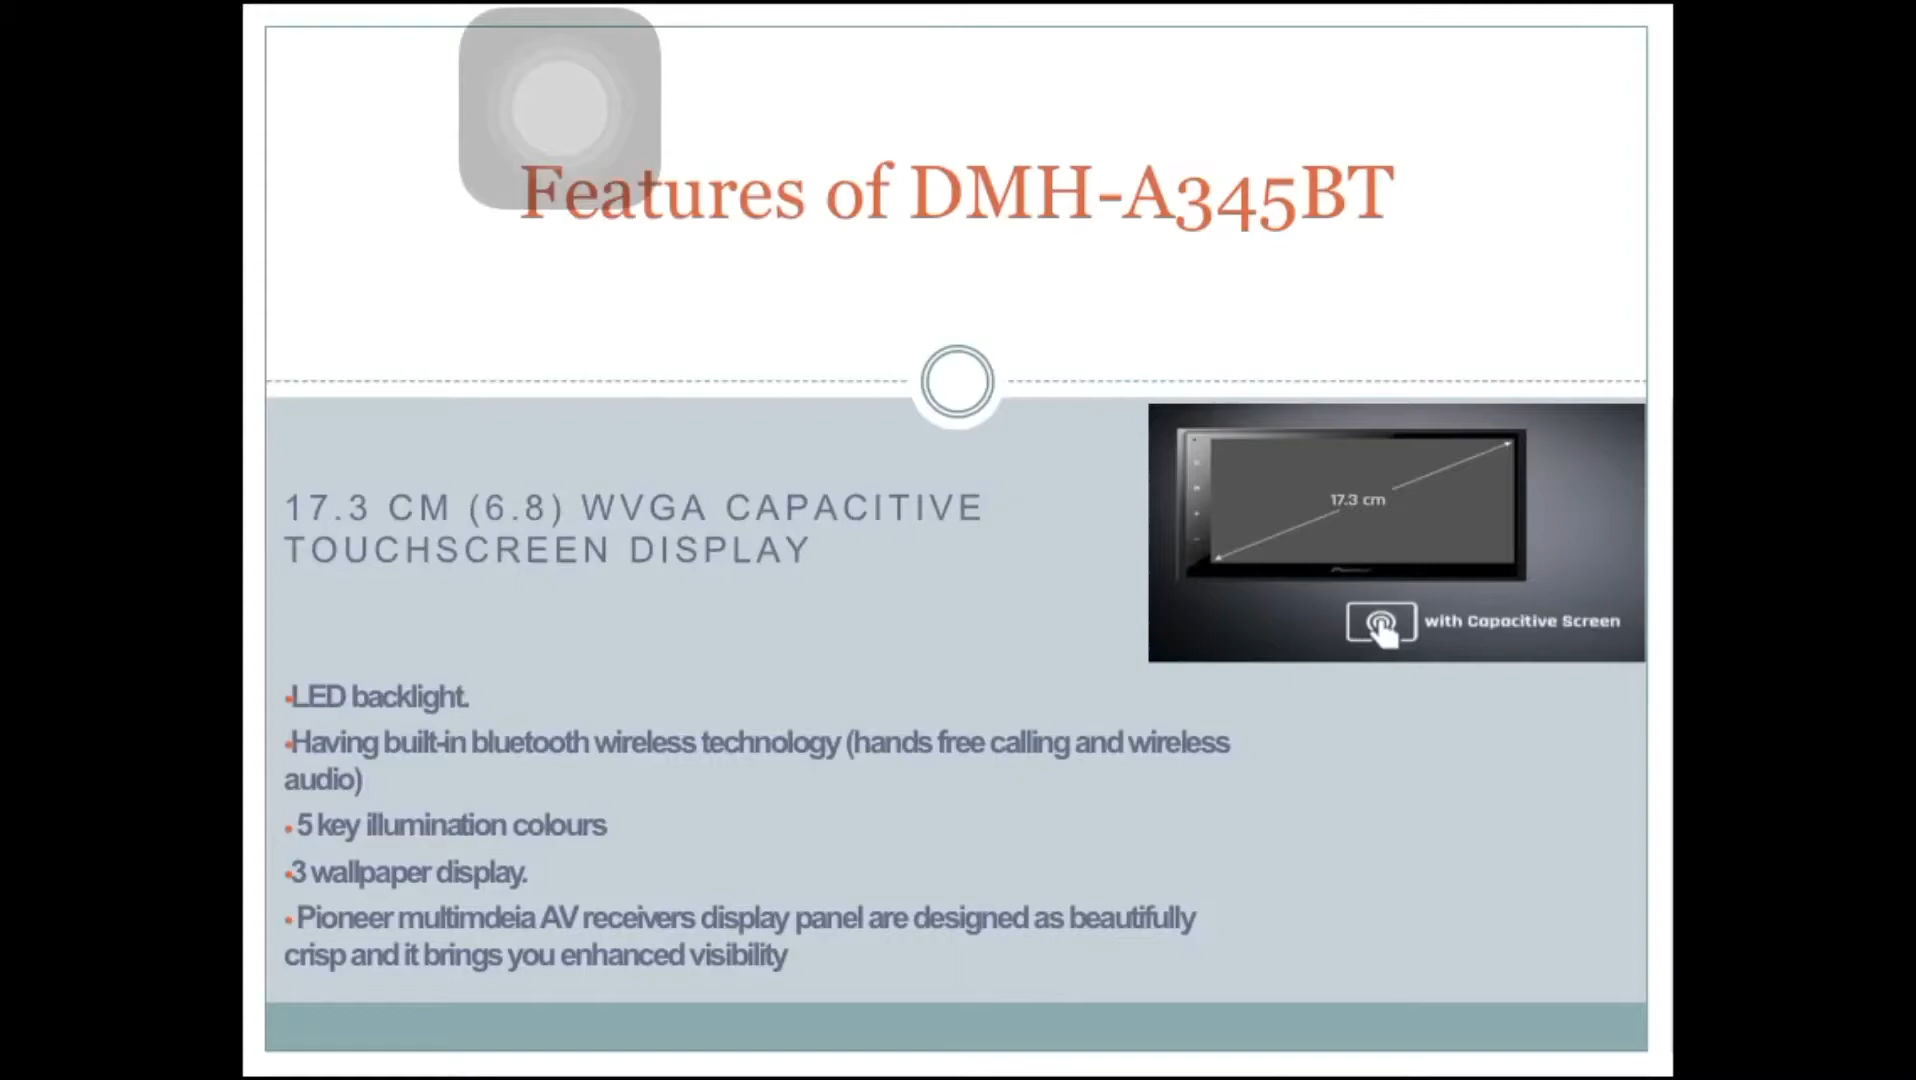 Features of DMH-A345BT
17.3 cm
with Capacitive Screen
17.3 CM (6.8) WVGA CAPACITIVE
TOUCHSCREEN DISPLAY
•LED backlight.
•Having built-in bluetooth wireless technology (hands free calling and wireless
audio)
• 5 key illumination colours
•3 wallpaper display.
• Pioneer multimdeia AV receivers display panel are designed as beautifully
crisp and it brings you enhanced visibility